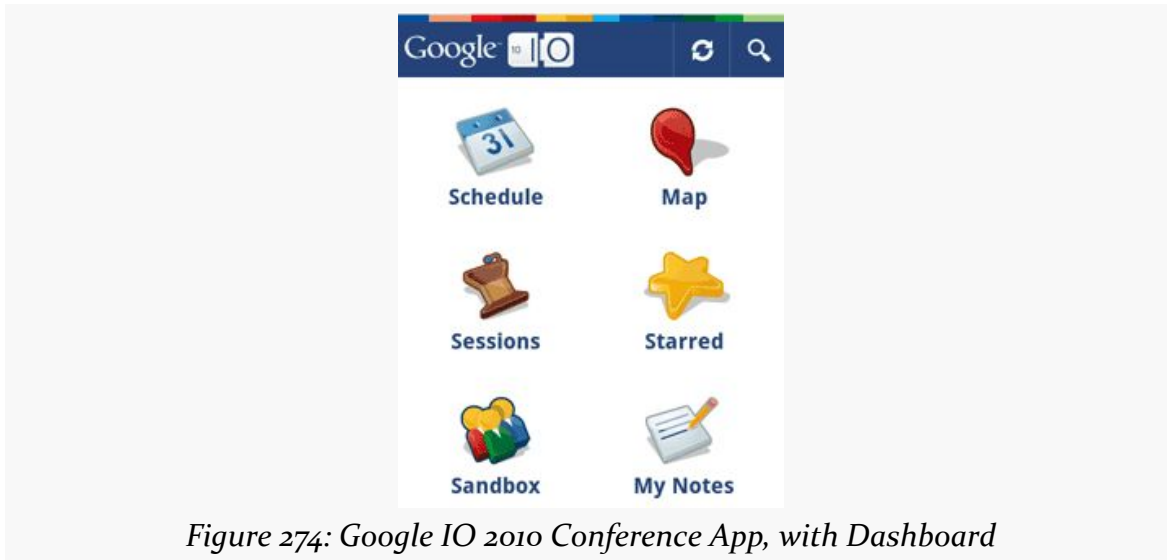 Google 10 IO
31
Schedule Map
Sessions Starred
Sandbox My Notes
Figure 274: Google IO 2010 Conference App, with Dashboard